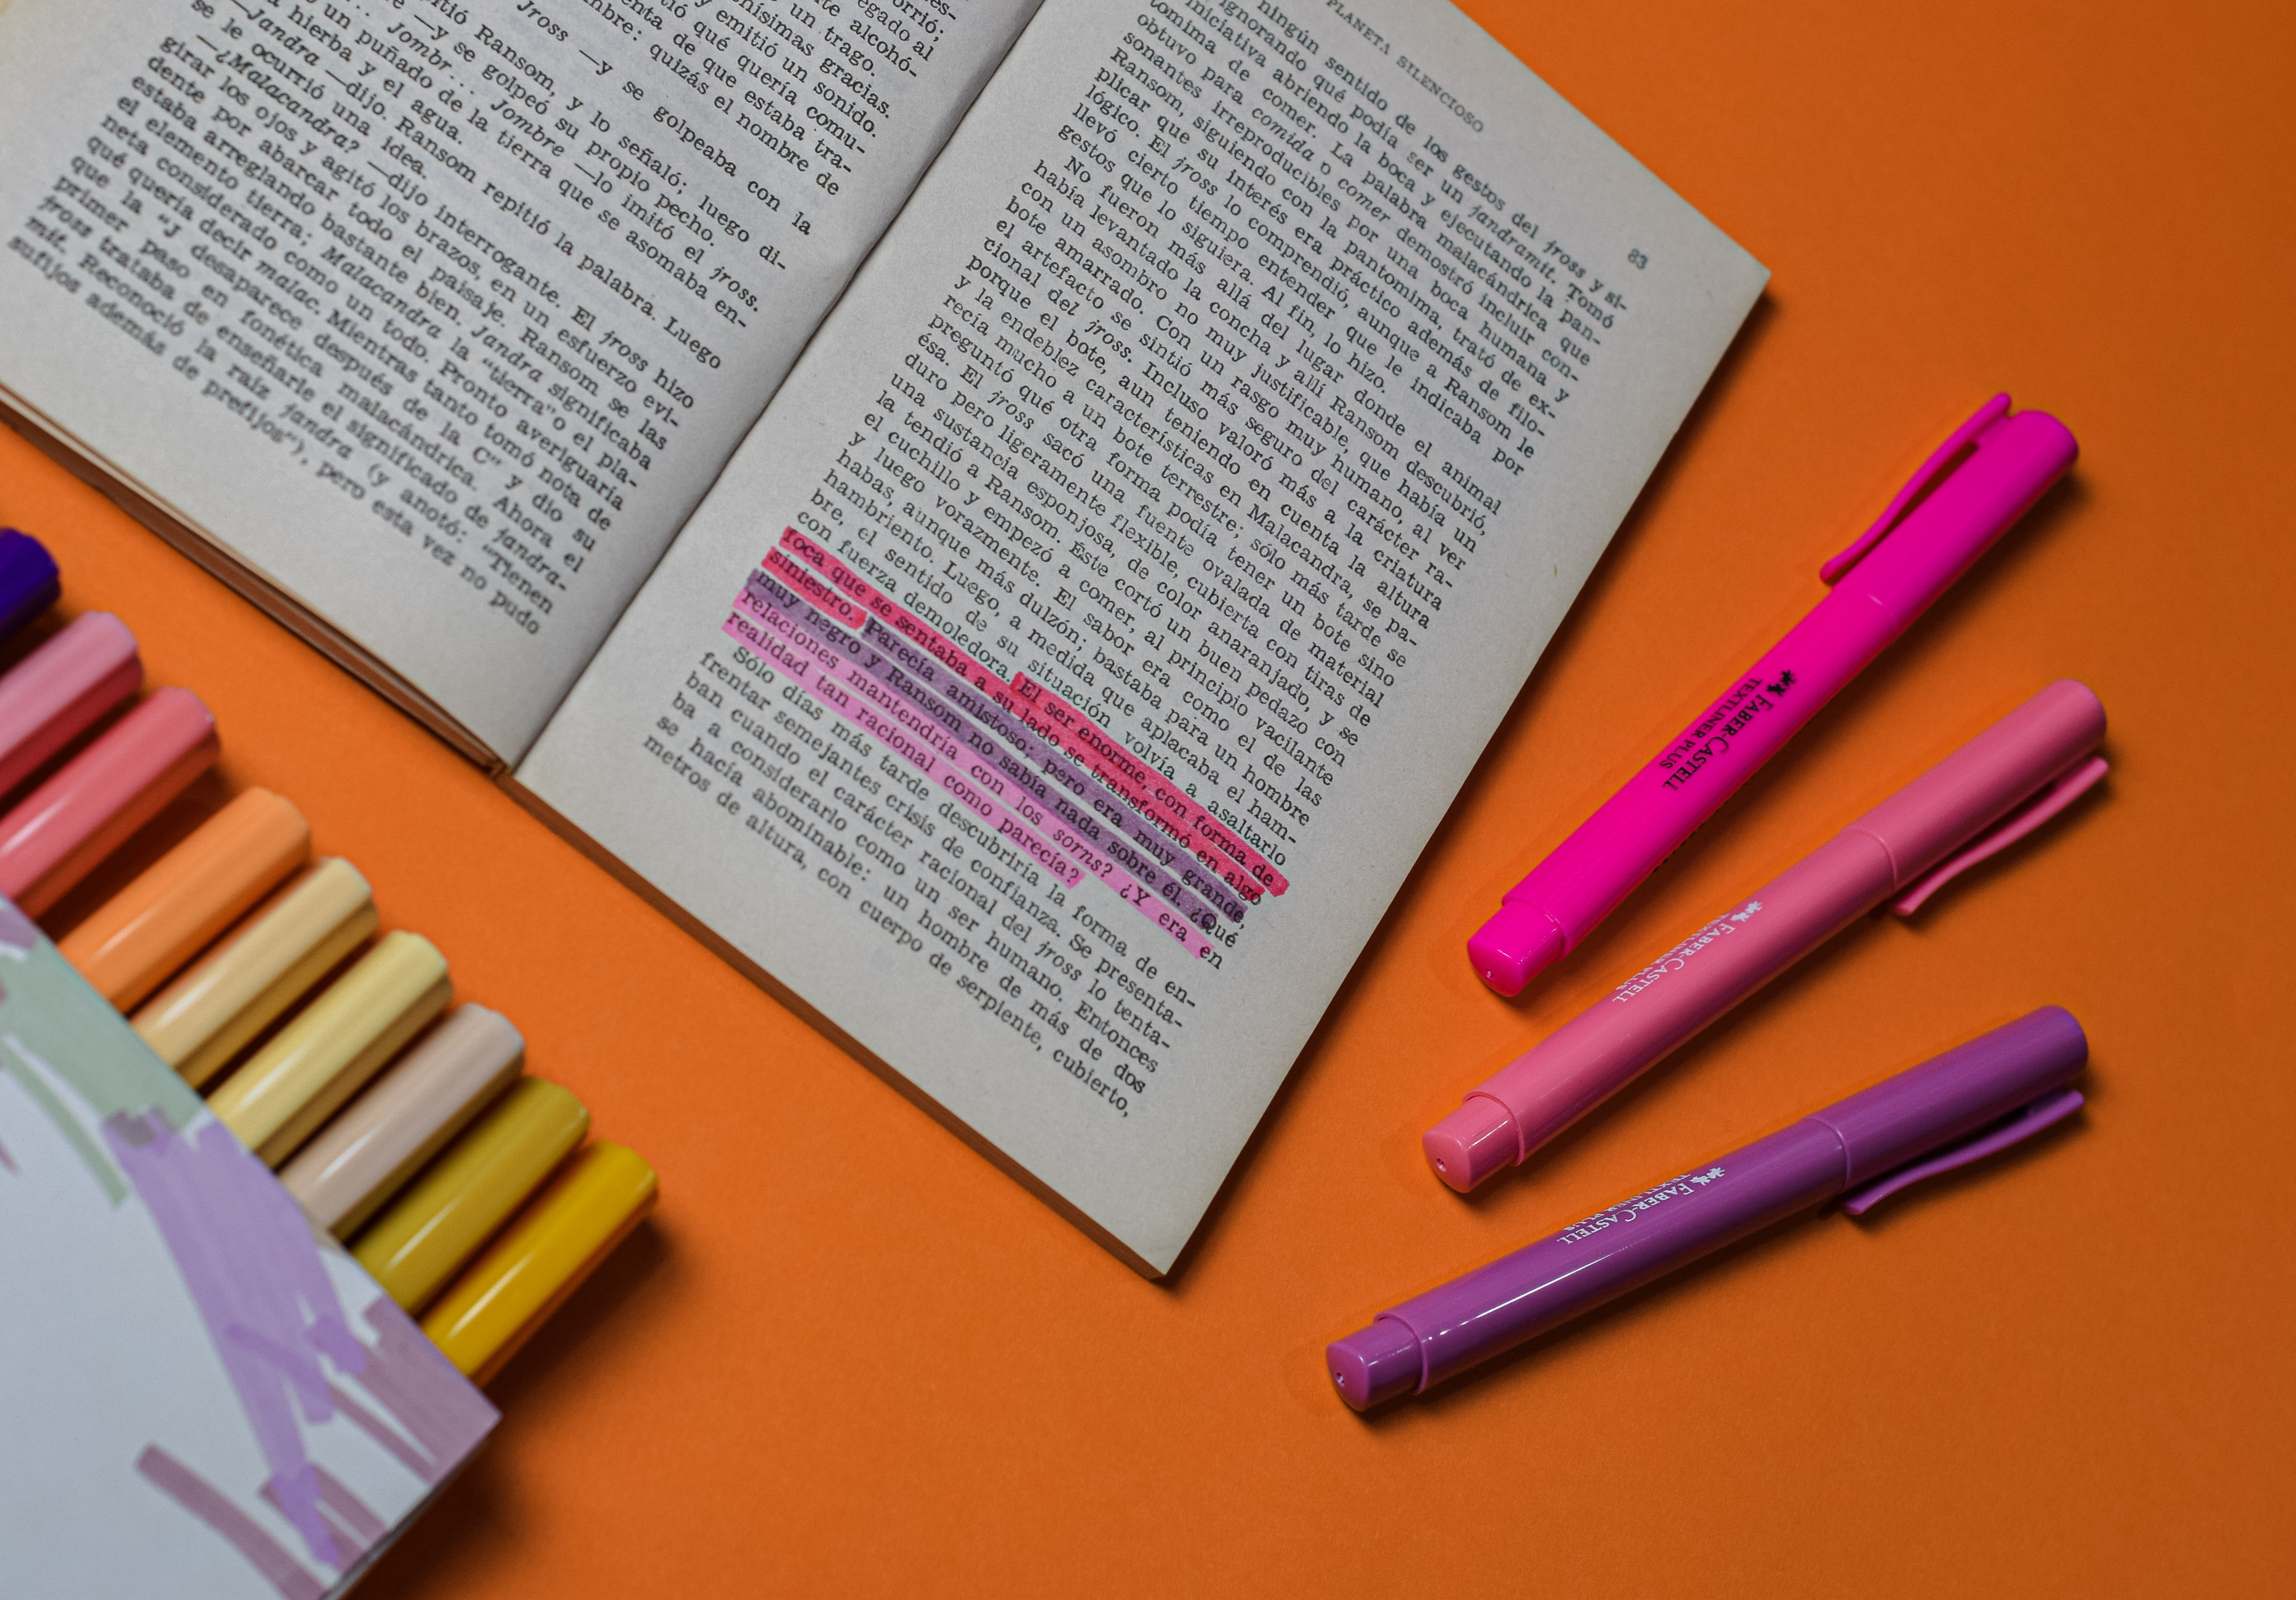 es-
orrió;
egado al
te alcohó-
un trago.
onísimas gracias.
y emitió un sonido.
tió qué quería comu-
enta de que estaba tra-
mbre: quizás el nombre de
jross —y se golpeaba con la
itió Ransom, y lo señaló; luego di-
—y se golpeó su propio pecho.
... Jombr... Jombre —lo imitó el jross.
un puñado de la tierra que se asomaba en-
hierba y el agua.
—Jandra —dijo. Ransom repitió la palabra. Luego
se le ocurrió una idea.
—¿Malacandra? —dijo interrogante. El jross hizo
girar los ojos y agitó los brazos, en un esfuerzo evi-
dente por abarcar todo el paisaje. Ransom se las
estaba arreglando bastante bien. Jandra significaba
el elemento tierra; Malacandra la “tierra” o el pla-
neta considerado como un todo. Pronto averiguaría
qué quería decir malac. Mientras tanto tomó nota de
que la “J desaparece después de la C” y dio su
primer paso en fonética malacándrica. Ahora el
jross trataba de enseñarle el significado de jandra-
mit. Reconoció la raíz jandra (y anotó: “Tienen
sufijos además de prefijos”), pero esta vez no pudo
PLANETA SILENCIOSO 83
ningún sentido de los gestos del jross y si-
ignorando qué podía ser un jandramit. Tomó
iniciativa abriendo la boca y ejecutando la pan-
tomima de comer. La palabra malacándrica que
obtuvo para comida o comer demostró incluir con-
sonantes irreproducibles por una boca humana y
Ransom, siguiendo con la pantomima, trató de ex-
plicar que su interés era práctico además de filo-
lógico. El jross lo comprendió, aunque a Ransom le
llevó cierto tiempo entender que le indicaba por
gestos que lo siguiera. Al fin, lo hizo.
No fueron más allá del lugar donde el animal
había levantado la concha y allí Ransom descubrió,
con un asombro no muy justificable, que había un
bote amarrado. Con un rasgo muy humano, al ver
el artefacto se sintió más seguro del carácter ra-
cional del jross. Incluso valoró más a la criatura
porque el bote, aun teniendo en cuenta la altura
y la endeblez características en Malacandra, se pa-
recía mucho a un bote terrestre; sólo más tarde se
preguntó qué otra forma podía tener un bote sino
ésa. El jross sacó una fuente ovalada de material
duro pero ligeramente flexible, cubierta con tiras de
una sustancia esponjosa, de color anaranjado, y se
la tendió a Ransom. Éste cortó un buen pedazo con
el cuchillo y empezó a comer, al principio vacilante
y luego vorazmente. El sabor era como el de las
habas, aunque más dulzón; bastaba para un hombre
hambriento. Luego, a medida que aplacaba el ham-
bre, el sentido de su situación volvía a asaltarlo
con fuerza demoledora. El ser enorme, con forma de
foca que se sentaba a su lado se transformó en algo
siniestro. Parecía amistoso; pero era muy grande,
muy negro y Ransom no sabía nada sobre él. ¿Qué
relaciones mantendría con los sorns? ¿Y era en
realidad tan racional como parecía?
Sólo días más tarde descubriría la forma de en-
frentar semejantes crisis de confianza. Se presenta-
ban cuando el carácter racional del jross lo tenta-
ba a considerarlo como un ser humano. Entonces
se hacía abominable: un hombre de más de dos
metros de altura, con cuerpo de serpiente, cubierto,
FABER-CASTELL
TEXTLINER PLUS
FABER-CASTELL
TEXTLINER PLUS
FABER-CASTELL
TEXTLINER PLUS